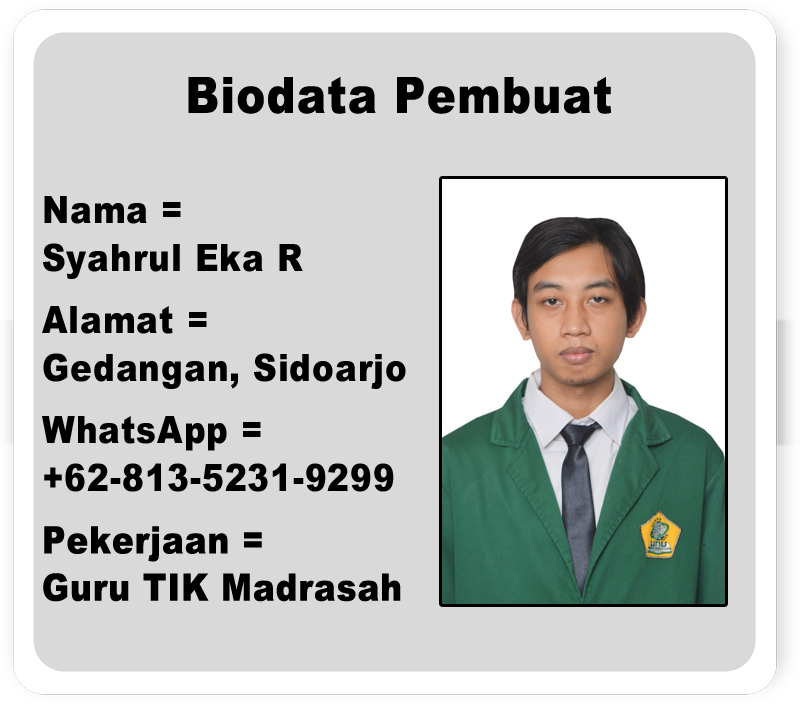 Biodata Pembuat
Nama =
Syahrul Eka R
Alamat =
Gedangan, Sidoarjo
WhatsApp =
+62-813-5231-9299
Pekerjaan =
Guru TIK Madrasah